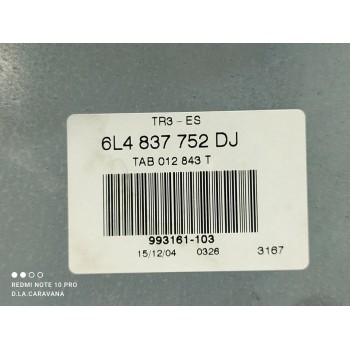 TR3-ES
6L4 837 752 DJ
TAB 012 843 T
993161-103
15/12/04 0326 3167
REDMI NOTE 10 PRO
D.LA.CARAVANA